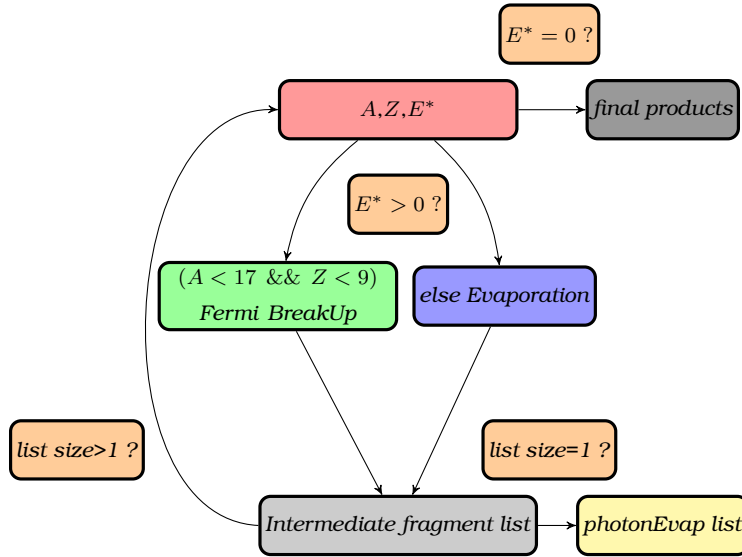 E* = 0 ?
A,Z,E*
final products
E* > 0 ?
(A < 17 && Z < 9)
Fermi BreakUp
else Evaporation
list size>1 ?
list size=1 ?
Intermediate fragment list
photonEvap list